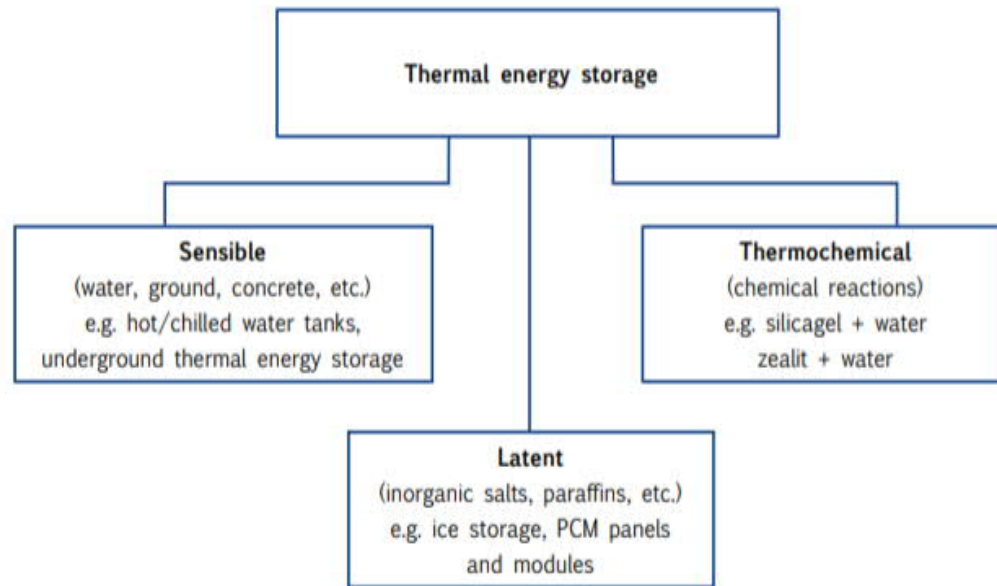 Thermal energy storage
Sensible
(water, ground, concrete, etc.)
e.g. hot/chilled water tanks,
underground thermal energy storage
Thermochemical
(chemical reactions)
e.g. silicagel + water
zealit + water
Latent
(inorganic salts, paraffins, etc.)
e.g. ice storage, PCM panels
and modules